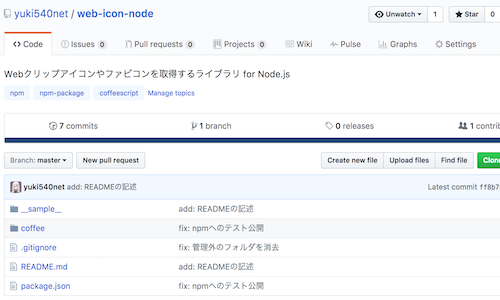 yuki540net / web-icon-node
Unwatch 1 Star 0
Code Issues 0 Pull requests 0 Projects 0 Wiki Pulse Graphs Settings
Webクリップアイコンやファビコンを取得するライブラリ for Node.js
npm npm-package coffeescript Manage topics
7 commits 1 branch 0 releases 1 contrib
Branch: master New pull request Create new file Upload files Find file Clon
yuki540net add: READMEの記述 Latest commit ff8b7
__sample__ add: READMEの記述
coffee fix: npmへのテスト公開
.gitignore fix: 管理外のフォルダを消去
README.md add: READMEの記述
package.json fix: npmへのテスト公開